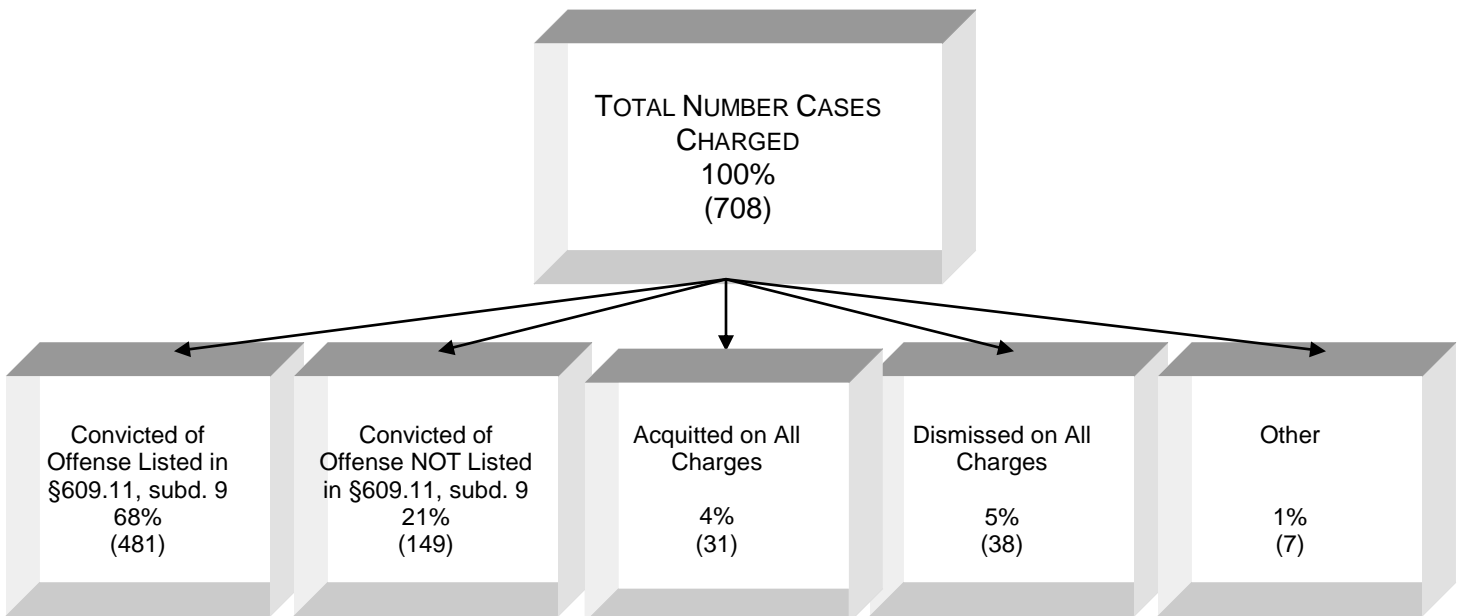 TOTAL NUMBER CASES
CHARGED
100%
(708)
Convicted of
Offense Listed in
§609.11, subd. 9
68%
(481)
Convicted of
Offense NOT Listed
in §609.11, subd. 9
21%
(149)
Acquitted on All
Charges
4%
(31)
Dismissed on All
Charges
5%
(38)
Other
1%
(7)